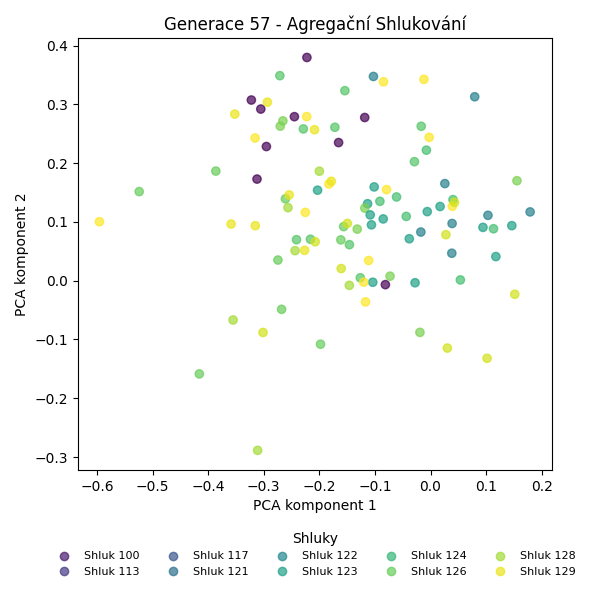 Generace 57 - Agregační Shlukování
PCA komponent 2
0.4
0.3
0.2
0.1
0.0
−0.1
−0.2
−0.3
−0.6 −0.5 −0.4 −0.3 −0.2 −0.1 0.0 0.1 0.2
PCA komponent 1
Shluky
Shluk 100 Shluk 117 Shluk 122 Shluk 124 Shluk 128
Shluk 113 Shluk 121 Shluk 123 Shluk 126 Shluk 129